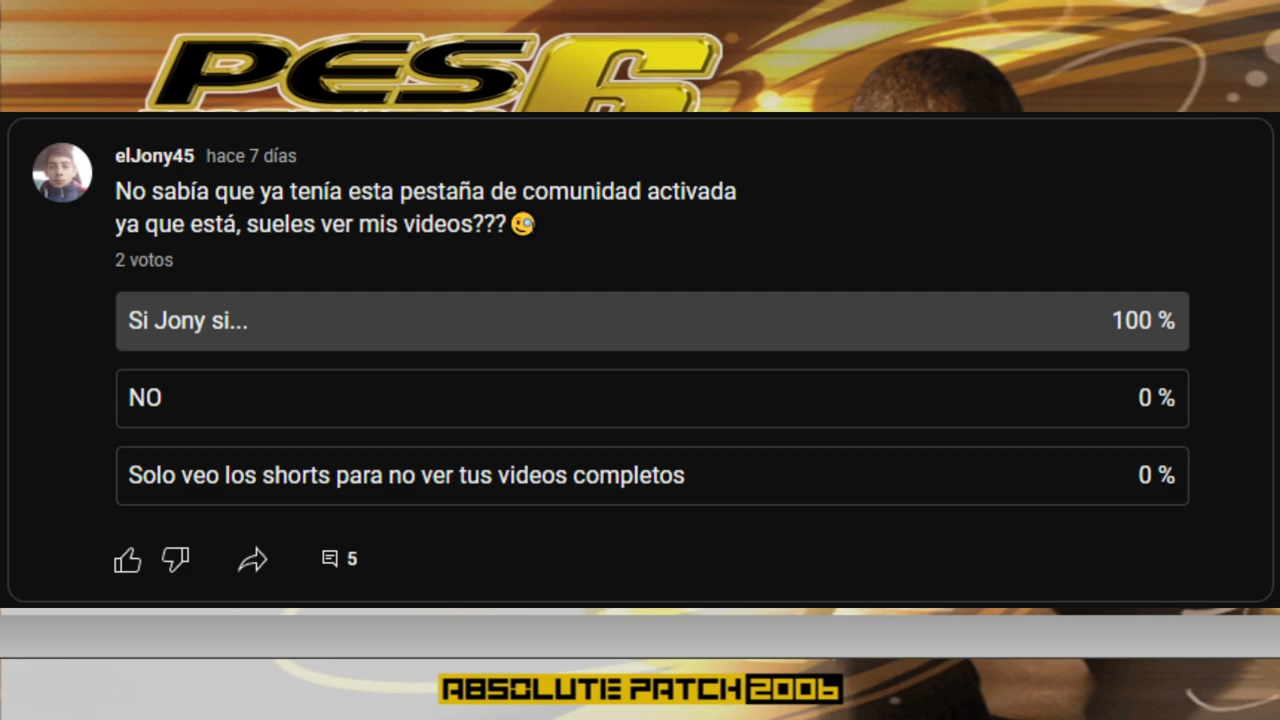 PES6
elJony45 hace 7 días
No sabía que ya tenía esta pestaña de comunidad activada
ya que está, sueles ver mis videos???🧐
2 votos
Si Jony si... 100 %
NO 0 %
Solo veo los shorts para no ver tus videos completos 0 %
5
ABSOLUTE PATCH 2006